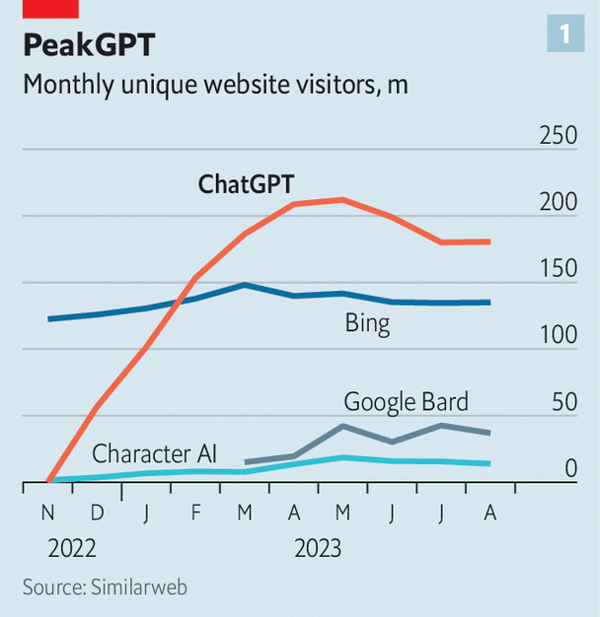 1
PeakGPT
Monthly unique website visitors, m
250
ChatGPT
200
150
Bing
100
Google Bard
50
Character AI
0
N D J F M A M J J A
2022 2023
Source: Similarweb